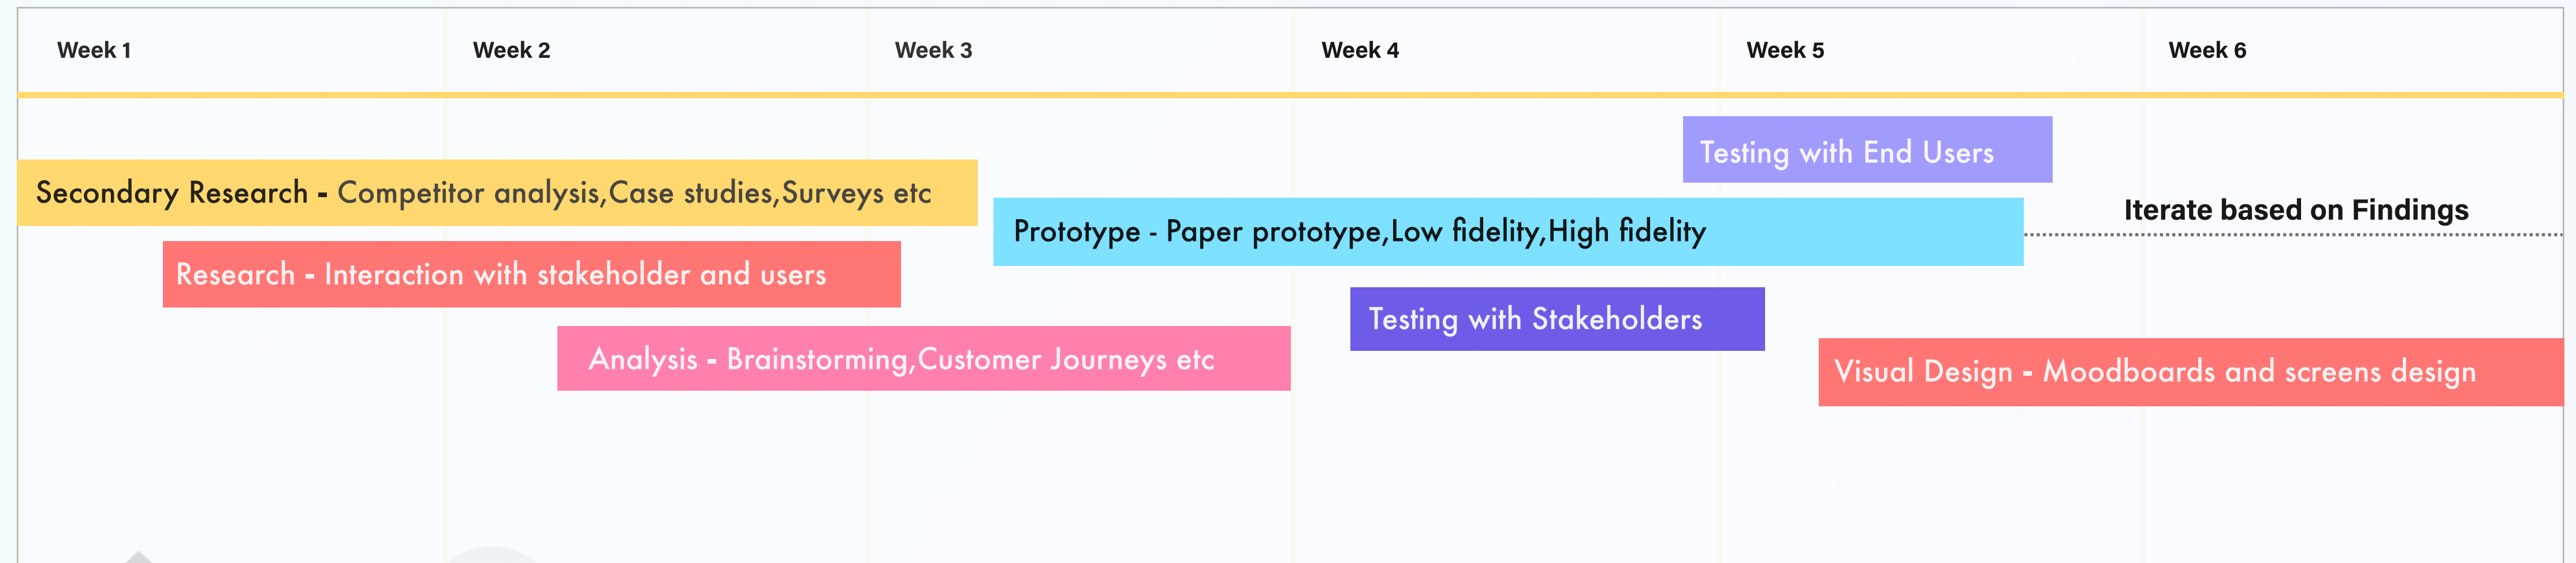 Week 1
Week 2
Week 3
Week 4
Week 5
Week 6
Testing with End Users
Secondary Research - Competitor analysis,Case studies,Surveys etc
Iterate based on Findings
Prototype - Paper prototype,Low fidelity,High fidelity
Research - Interaction with stakeholder and users
Testing with Stakeholders
Analysis - Brainstorming,Customer Journeys etc
Visual Design - Moodboards and screens design